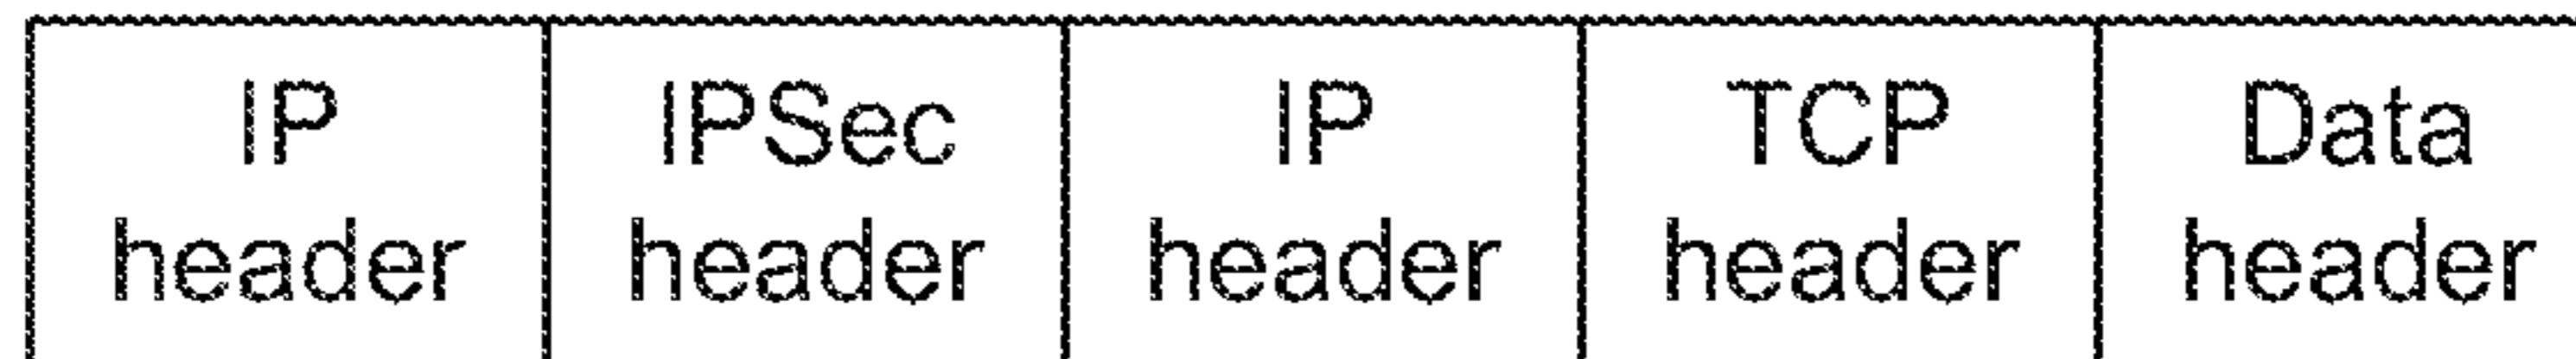 IP IPSec IP TCP Data
header header header header header